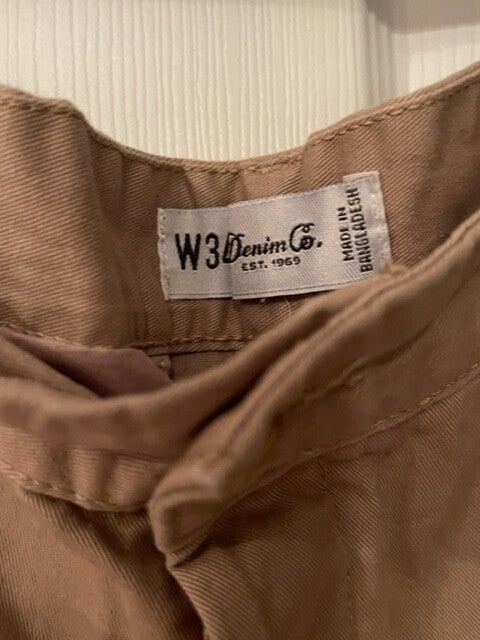 W3 Denim Co.
EST. 1969
MADE IN
BANGLADESH